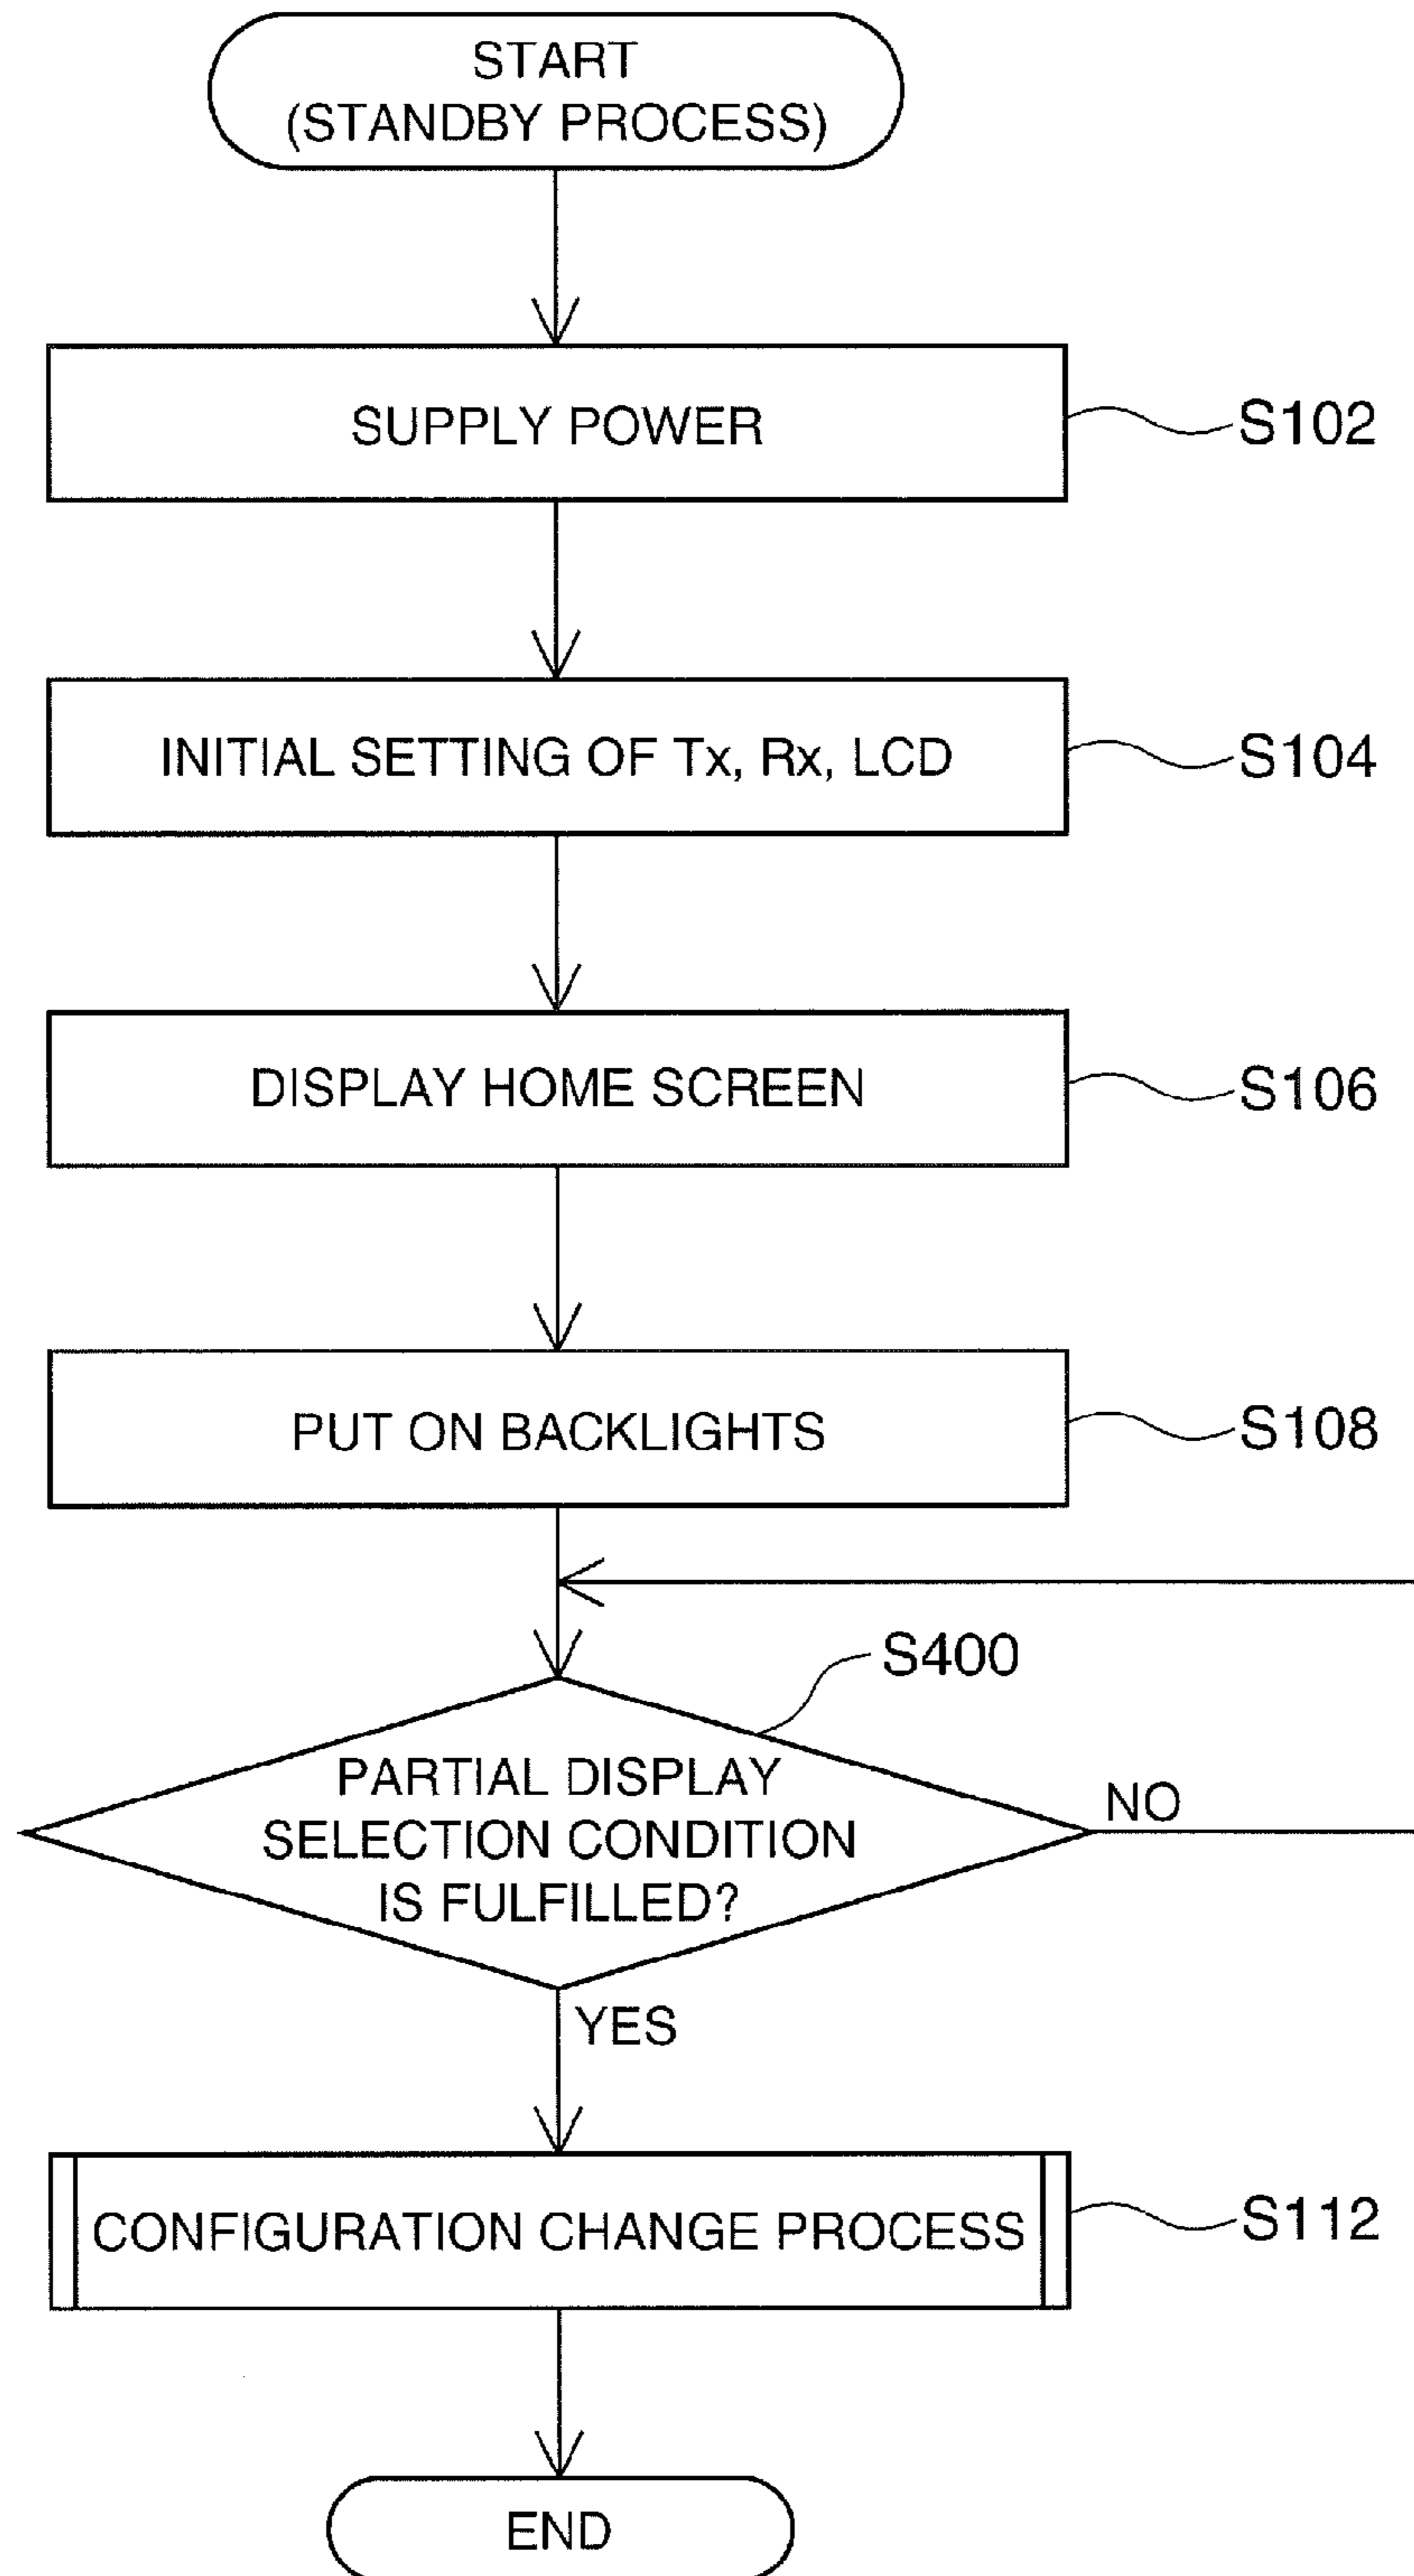 START
(STANDBY PROCESS)
SUPPLY POWER
S102
INITIAL SETTING OF Tx, Rx, LCD
S104
DISPLAY HOME SCREEN
S106
PUT ON BACKLIGHTS
S108
S400
PARTIAL DISPLAY
SELECTION CONDITION
IS FULFILLED?
NO
YES
CONFIGURATION CHANGE PROCESS
S112
END